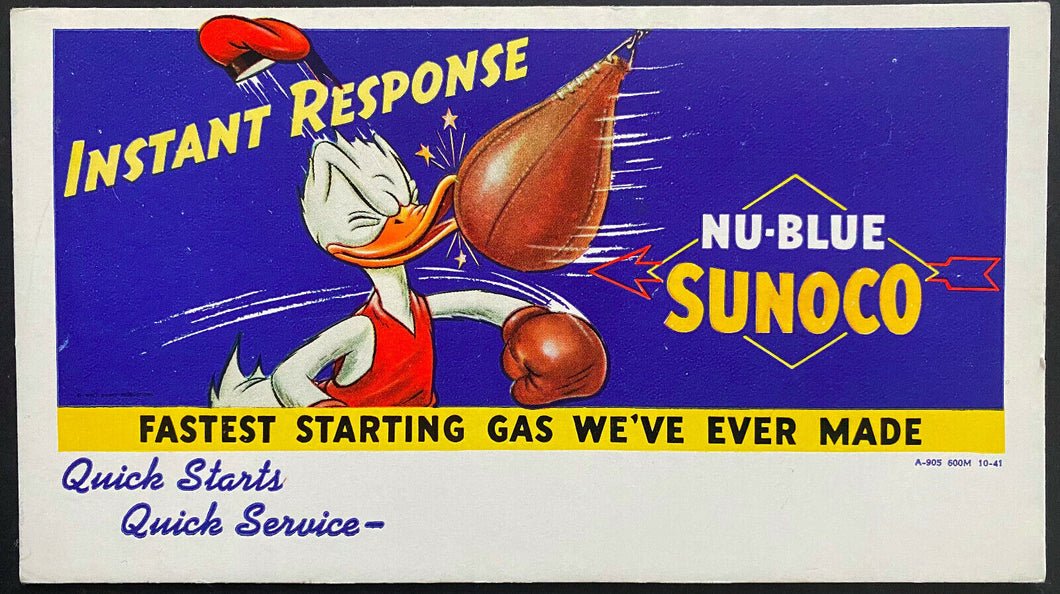 INSTANT RESPONSE
NU-BLUE
SUNOCO
FASTEST STARTING GAS WE'VE EVER MADE
A-905 600M 10-41
Quick Starts
Quick Service-